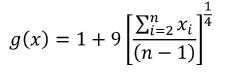 g(x) = 1 + 9 [∑ⁿᵢ₌₂ xᵢ / (n − 1)]^(1/4)